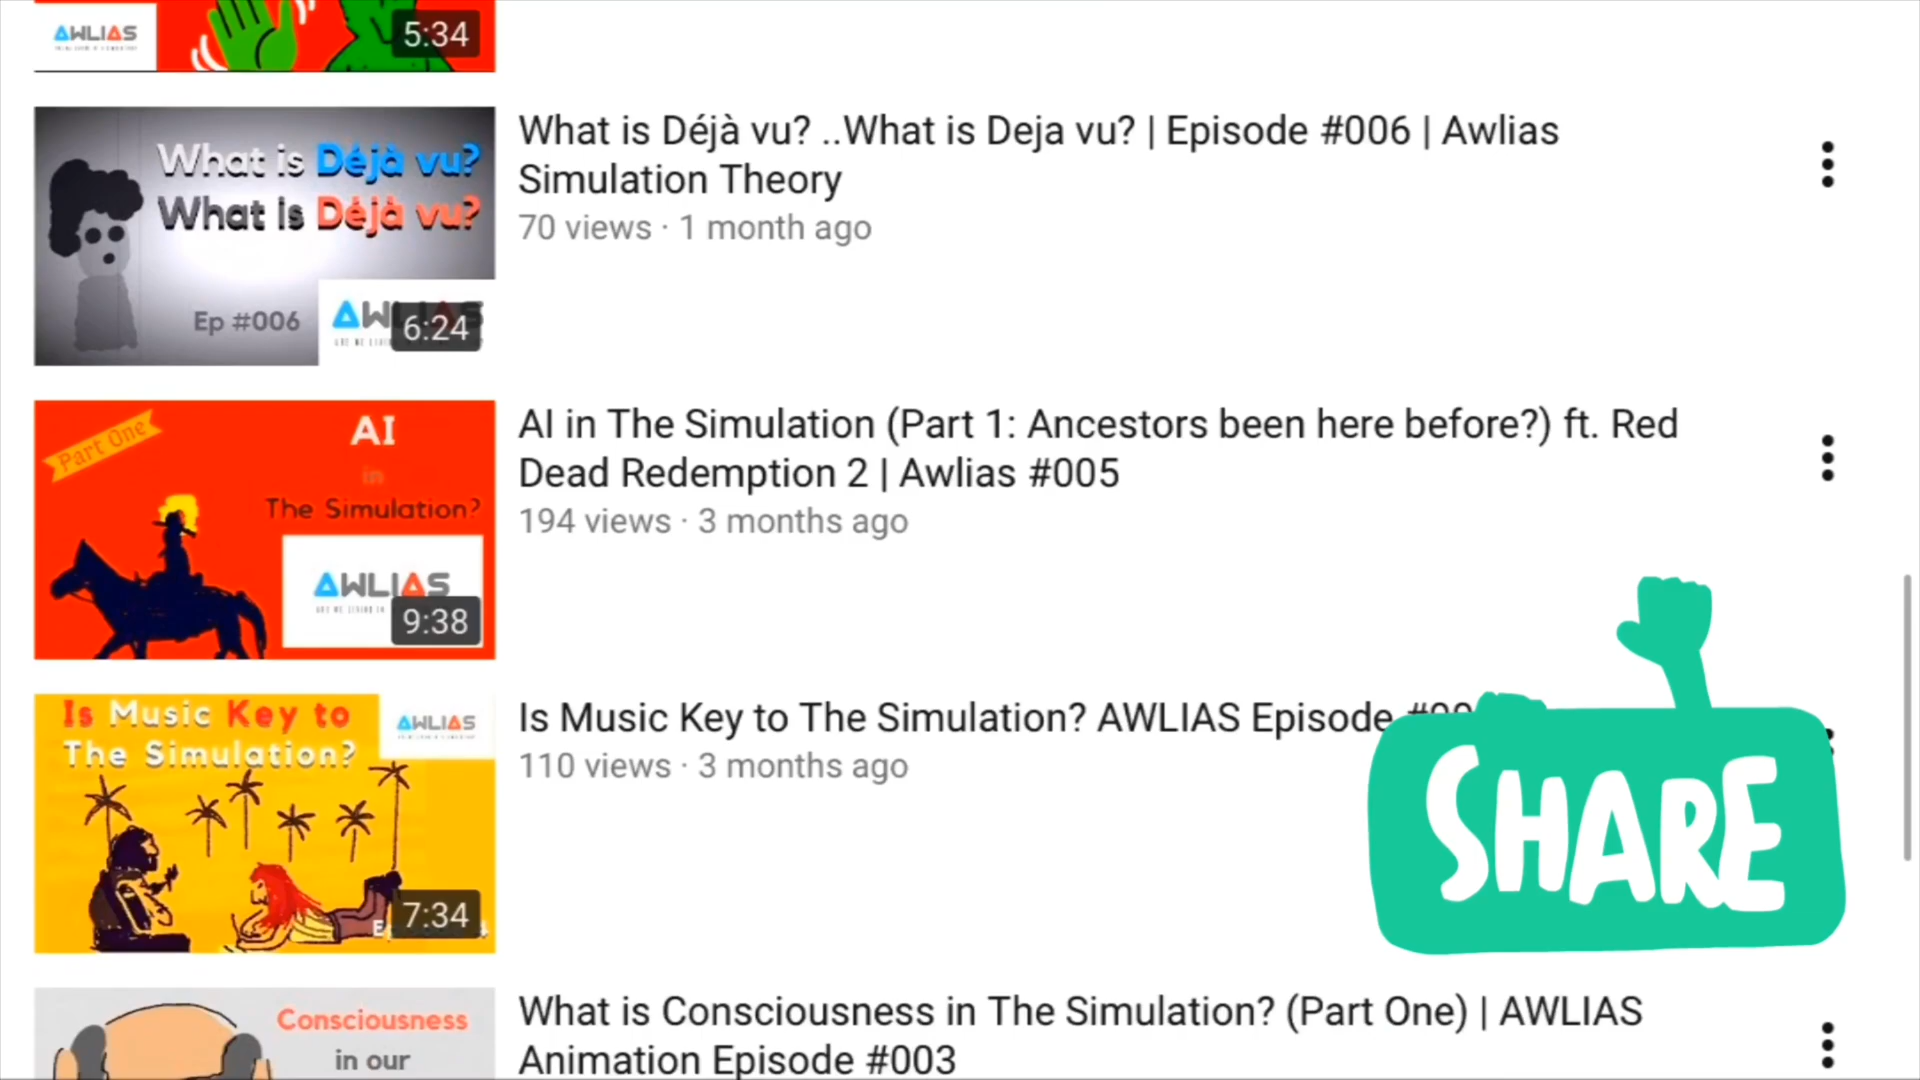 AWLIAS
5:34
What is Déjà vu?
What is Déjà vu?
Ep #006
6:24
What is Déjà vu? ..What is Deja vu? | Episode #006 | Awlias
Simulation Theory
70 views · 1 month ago
Part One
AI
in
The Simulation?
AWLIAS
9:38
AI in The Simulation (Part 1: Ancestors been here before?) ft. Red
Dead Redemption 2 | Awlias #005
194 views · 3 months ago
Is Music Key to
The Simulation?
AWLIAS
7:34
Is Music Key to The Simulation? AWLIAS Episode
110 views · 3 months ago
SHARE
Consciousness
in our
What is Consciousness in The Simulation? (Part One) | AWLIAS
Animation Episode #003